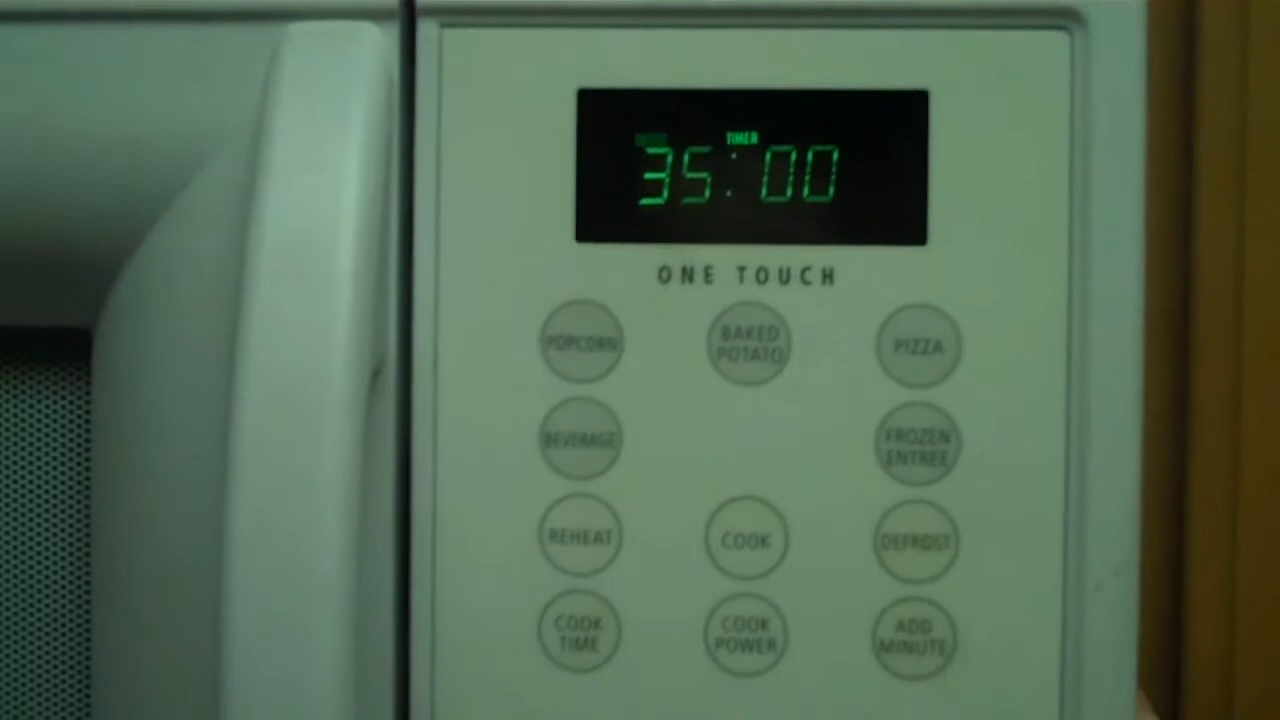 TIMER
35:00
ONE TOUCH
POPCORN
BAKED
POTATO
PIZZA
BEVERAGE
FROZEN
ENTREE
REHEAT
COOK
DEFROST
COOK
TIME
COOK
POWER
ADD
MINUTE